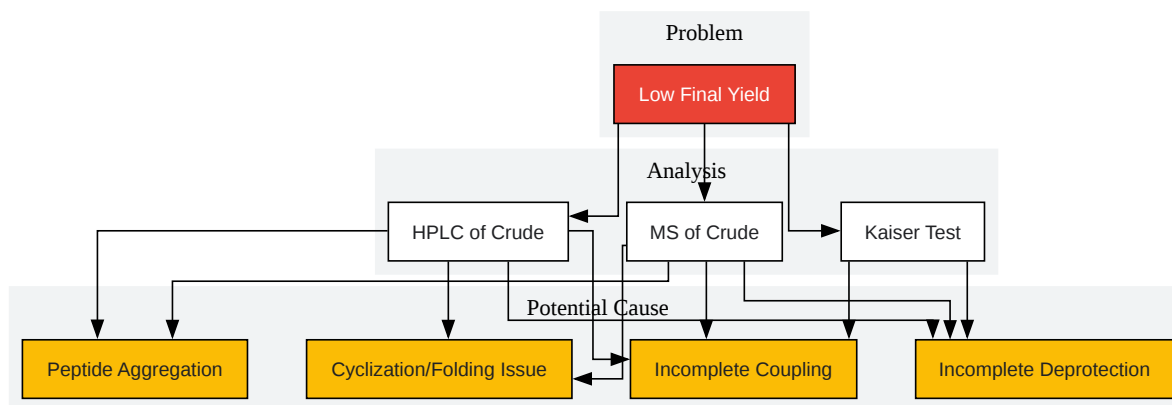 Problem
Low Final Yield
Analysis
HPLC of Crude
MS of Crude
Kaiser Test
Potential Cause
Peptide Aggregation
Cyclization/Folding Issue
Incomplete Coupling
Incomplete Deprotection